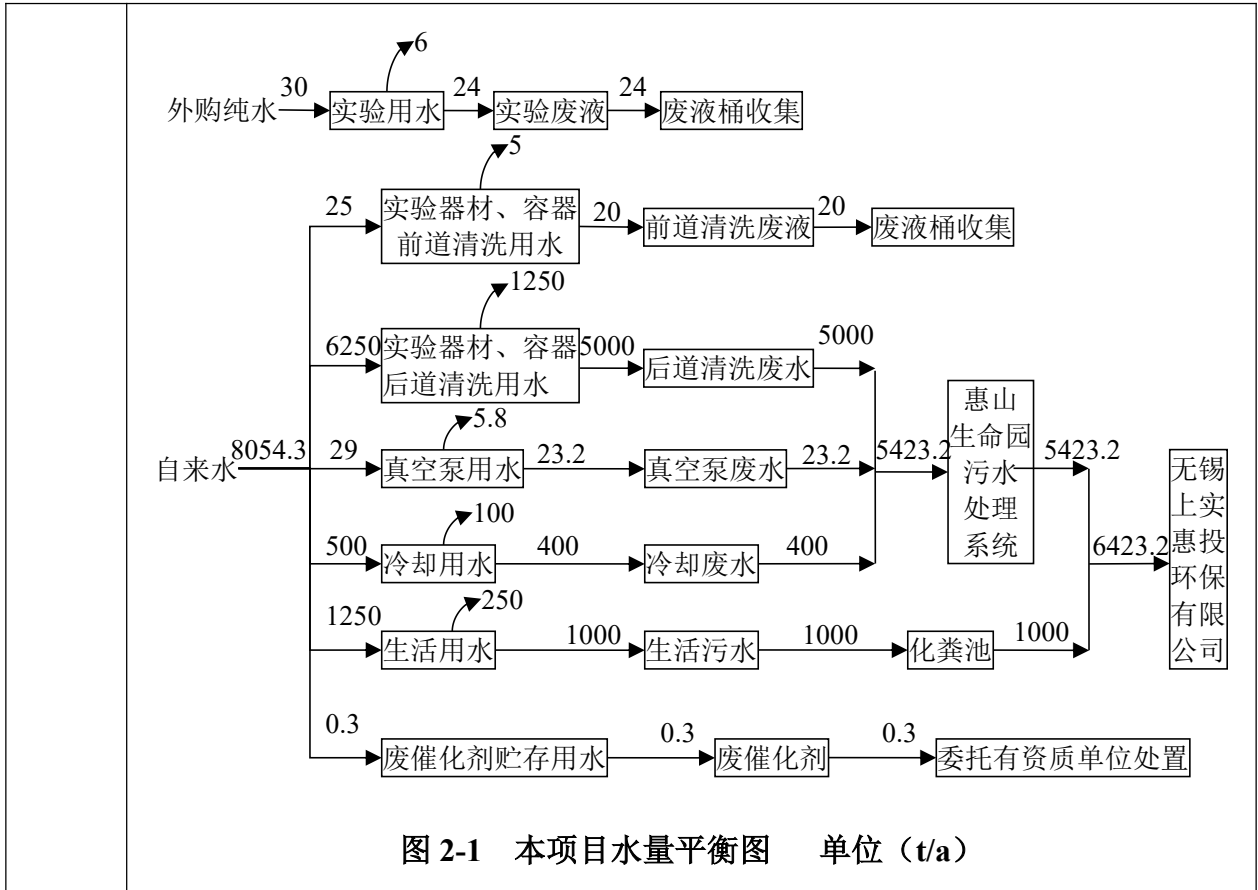 6
外购纯水 30 实验用水 24 实验废液 24 废液桶收集
5
25 实验器材、容器 20 前道清洗废液 20 废液桶收集
前道清洗用水
1250
6250 实验器材、容器 5000 后道清洗废水 5000
后道清洗用水
5.8
自来水 8054.3 29 真空泵用水 23.2 真空泵废水 23.2 5423.2
惠山
生命园
污水
处理
系统
5423.2
100
500 冷却用水 400 冷却废水 400
6423.2
无锡
上实
惠投
环保
有限
公司
250
1250 生活用水 1000 生活污水 1000 化粪池 1000
0.3 废催化剂贮存用水 0.3 废催化剂 0.3 委托有资质单位处置
图 2-1 本项目水量平衡图 单位（t/a）